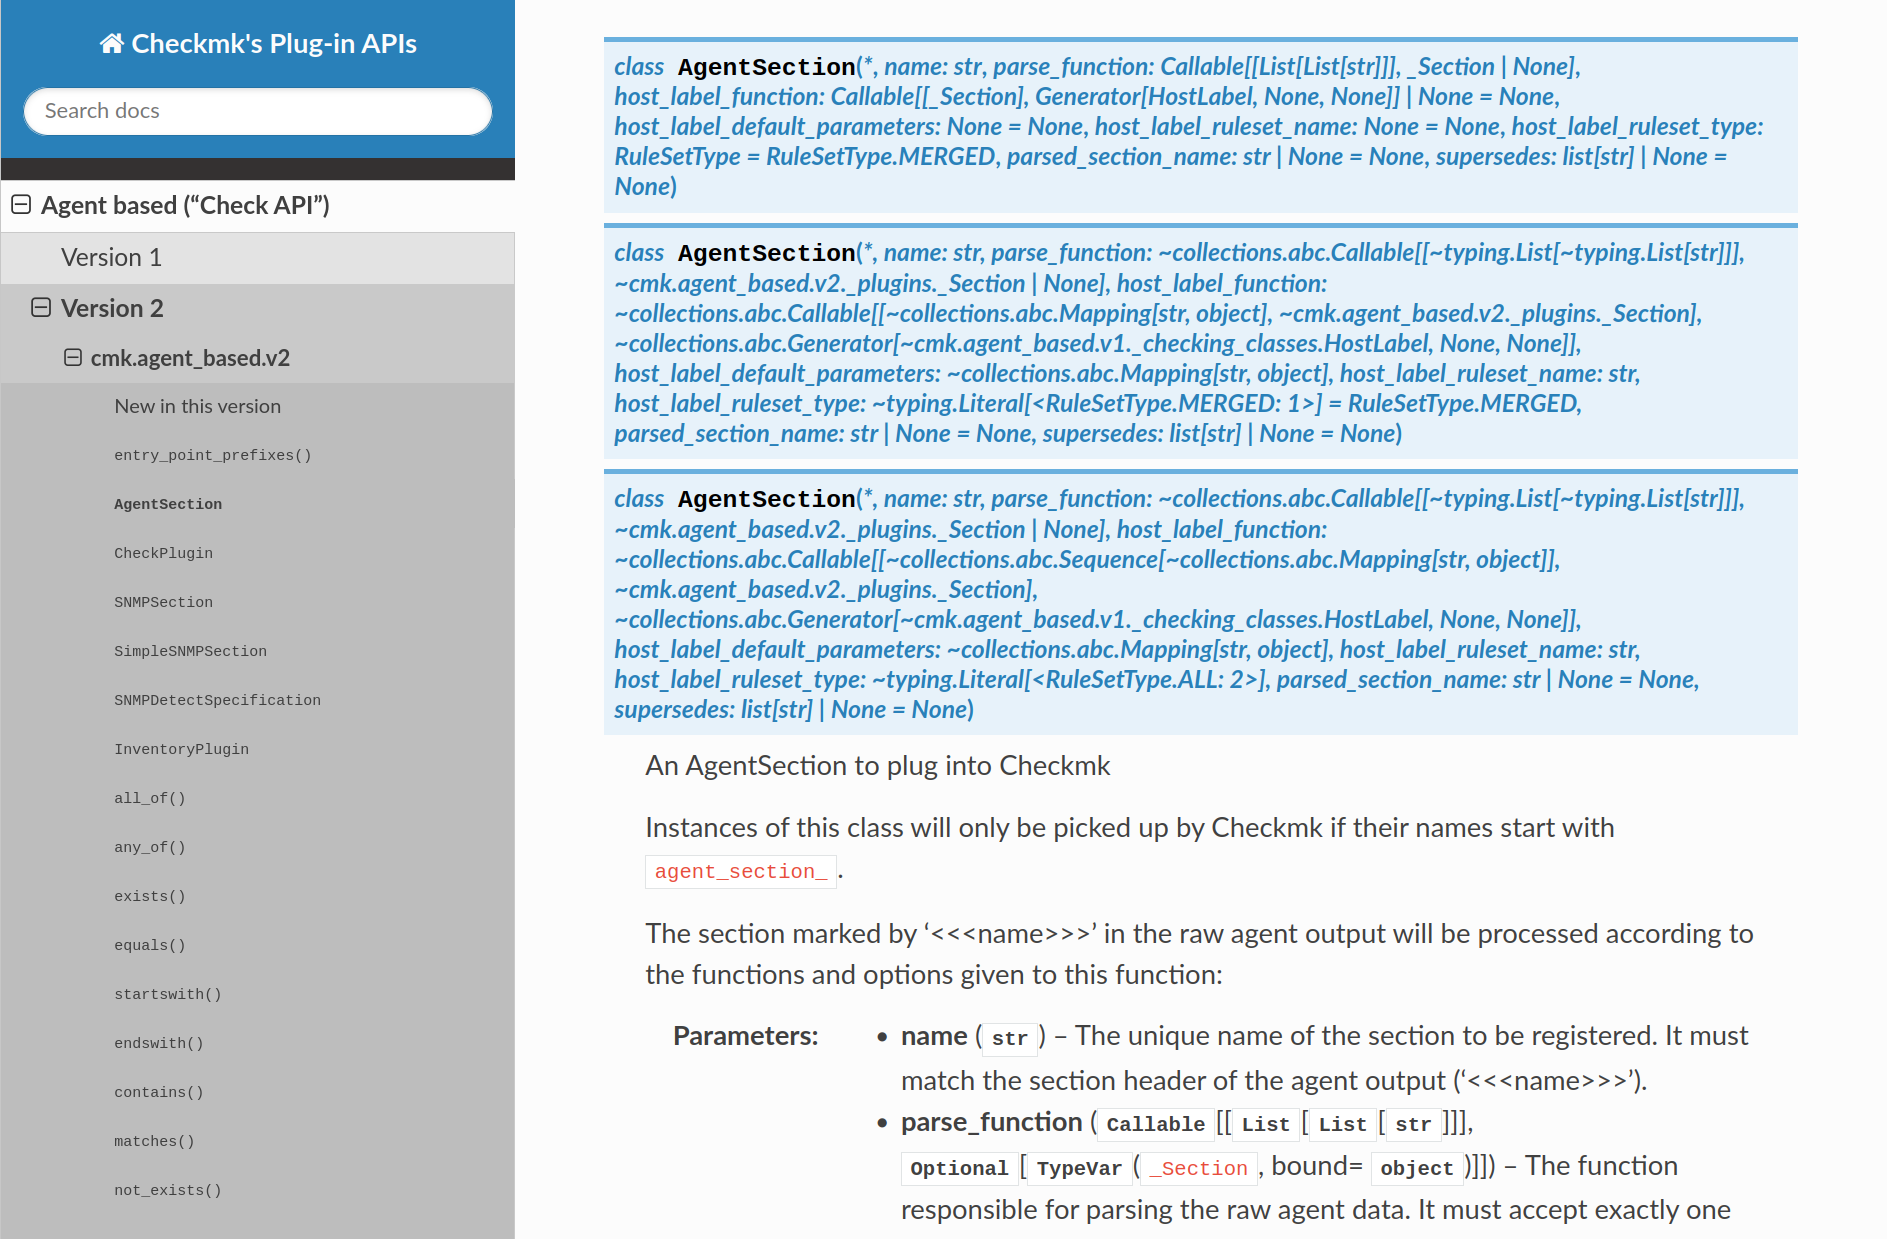 Checkmk's Plug-in APIs
Search docs
Agent based (“Check API”)
Version 1
Version 2
cmk.agent_based.v2
New in this version
entry_point_prefixes()
AgentSection
CheckPlugin
SNMPSection
SimpleSNMPSection
SNMPDetectSpecification
InventoryPlugin
all_of()
any_of()
exists()
equals()
startswith()
endswith()
contains()
matches()
not_exists()
class AgentSection(*, name: str, parse_function: Callable[[List[List[str]]], _Section | None],
host_label_function: Callable[[_Section], Generator[HostLabel, None, None]] | None = None,
host_label_default_parameters: None = None, host_label_ruleset_name: None = None, host_label_ruleset_type:
RuleSetType = RuleSetType.MERGED, parsed_section_name: str | None = None, supersedes: list[str] | None =
None)
class AgentSection(*, name: str, parse_function: ~collections.abc.Callable[[~typing.List[~typing.List[str]]],
~cmk.agent_based.v2._plugins._Section | None], host_label_function:
~collections.abc.Callable[[~collections.abc.Mapping[str, object], ~cmk.agent_based.v2._plugins._Section],
~collections.abc.Generator[~cmk.agent_based.v1._checking_classes.HostLabel, None, None]],
host_label_default_parameters: ~collections.abc.Mapping[str, object], host_label_ruleset_name: str,
host_label_ruleset_type: ~typing.Literal[<RuleSetType.MERGED: 1>] = RuleSetType.MERGED,
parsed_section_name: str | None = None, supersedes: list[str] | None = None)
class AgentSection(*, name: str, parse_function: ~collections.abc.Callable[[~typing.List[~typing.List[str]]],
~cmk.agent_based.v2._plugins._Section | None], host_label_function:
~collections.abc.Callable[[~collections.abc.Sequence[~collections.abc.Mapping[str, object]],
~cmk.agent_based.v2._plugins._Section],
~collections.abc.Generator[~cmk.agent_based.v1._checking_classes.HostLabel, None, None]],
host_label_default_parameters: ~collections.abc.Mapping[str, object], host_label_ruleset_name: str,
host_label_ruleset_type: ~typing.Literal[<RuleSetType.ALL: 2>], parsed_section_name: str | None = None,
supersedes: list[str] | None = None)
An AgentSection to plug into Checkmk
Instances of this class will only be picked up by Checkmk if their names start with
agent_section_ .
The section marked by ‘<<<name>>>’ in the raw agent output will be processed according to
the functions and options given to this function:
Parameters:
• name ( str ) – The unique name of the section to be registered. It must
match the section header of the agent output (‘<<<name>>>’).
• parse_function ( Callable [[ List [ List [ str ]]],
Optional [ TypeVar ( _Section , bound= object )]]) – The function
responsible for parsing the raw agent data. It must accept exactly one